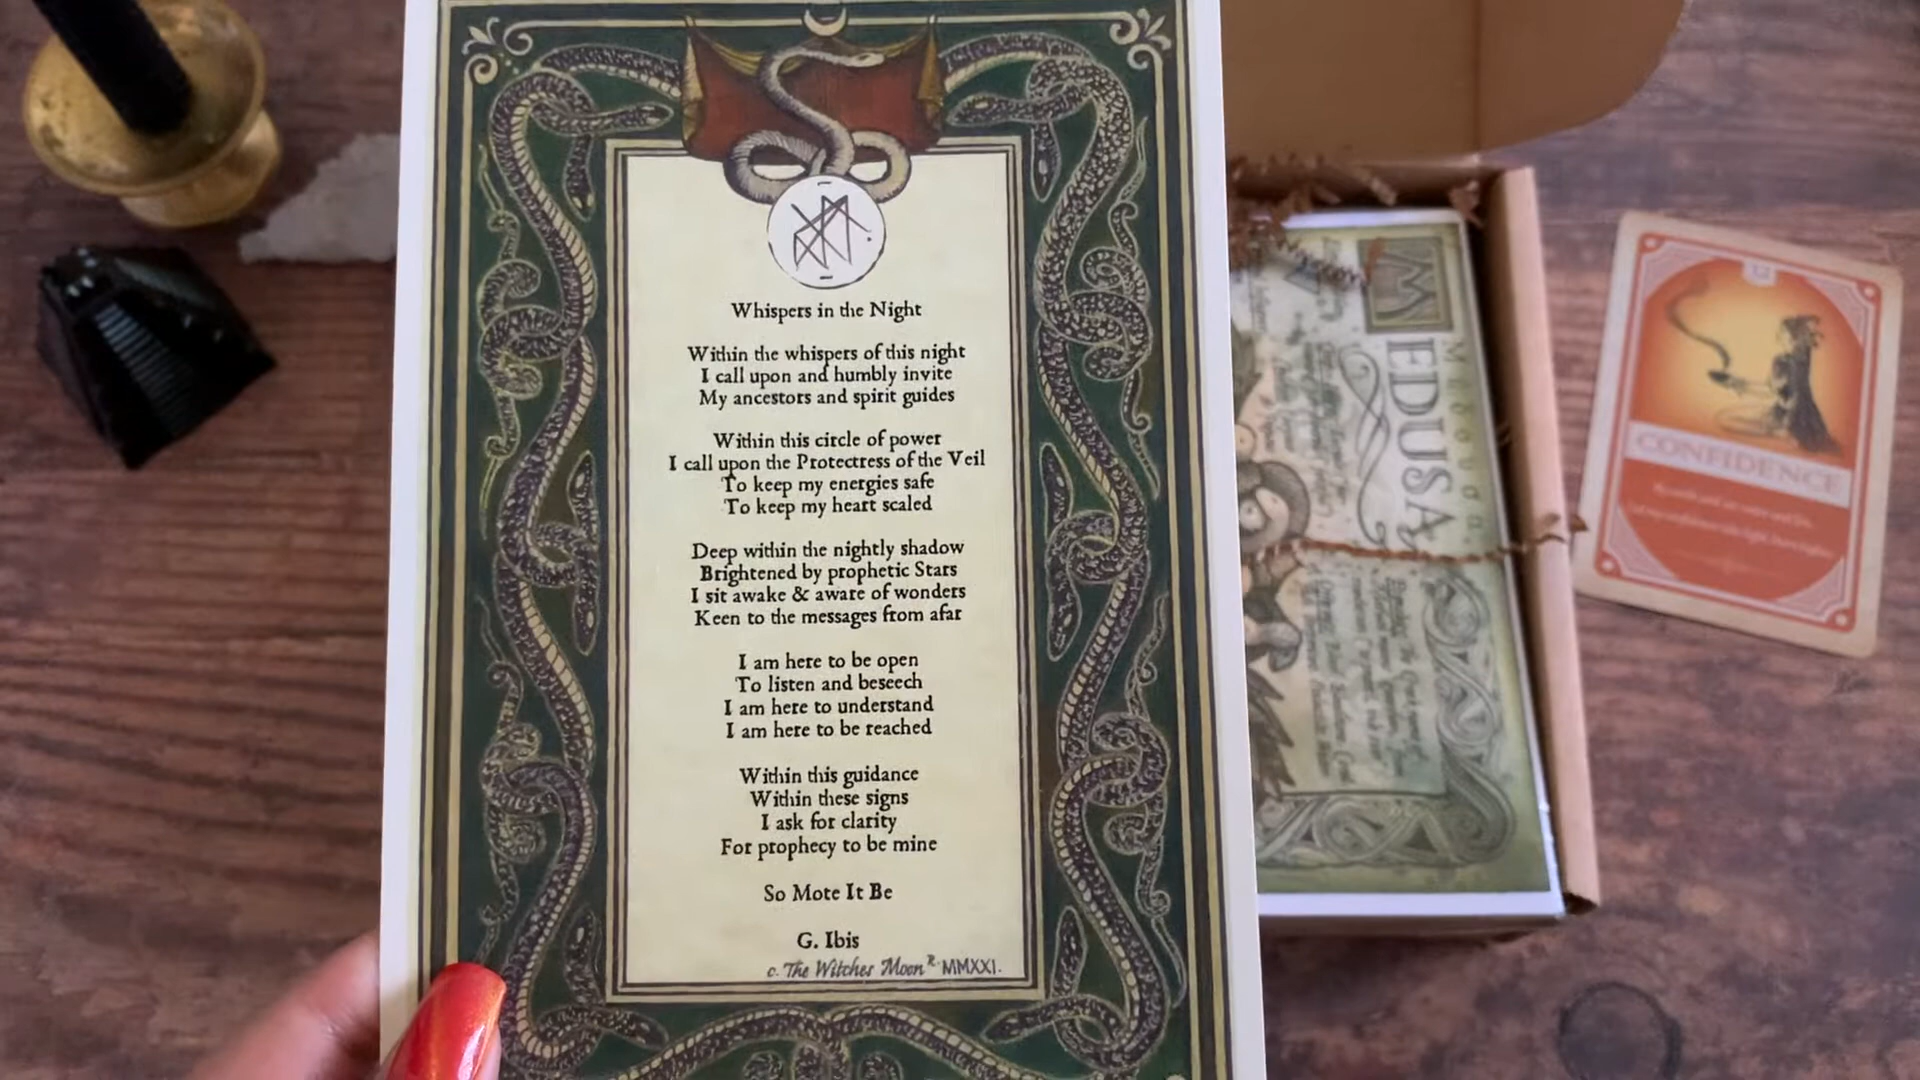 Whispers in the Night
Within the whispers of this night
I call upon and humbly invite
My ancestors and spirit guides
Within this circle of power
I call upon the Protectress of the Veil
To keep my energies safe
To keep my heart scaled
Deep within the nightly shadow
Brightened by prophetic Stars
I sit awake & aware of wonders
Keen to the messages from afar
I am here to be open
To listen and beseech
I am here to understand
I am here to be reached
Within this guidance
Within these signs
I ask for clarity
For prophecy to be mine
So Mote It Be
G. Ibis
c. The Witches Moon R. MMXXI.
MEDUSA
Medusa
12
CONFIDENCE